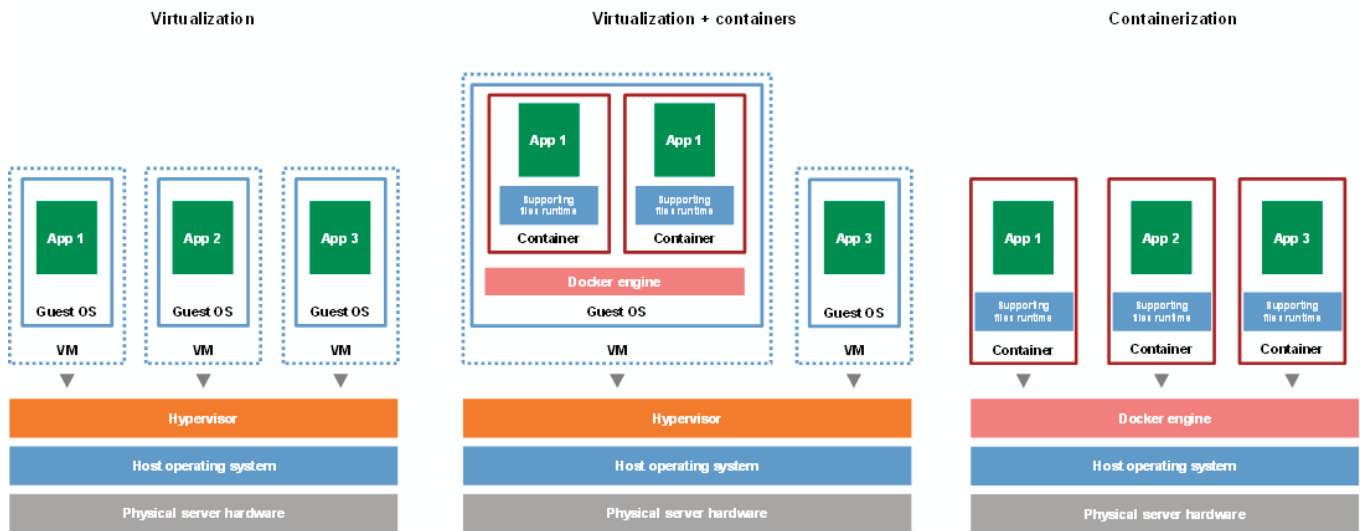 Virtualization
Virtualization + containers
Containerization
App 1
App 2
App 3
Guest OS
Guest OS
Guest OS
VM
VM
VM
Hypervisor
Host operating system
Physical server hardware
App 1
App 1
Supporting
files runtime
Supporting
files runtime
Container
Container
Docker engine
Guest OS
VM
App 3
Guest OS
VM
Hypervisor
Host operating system
Physical server hardware
App 1
App 2
App 3
Supporting
files runtime
Supporting
files runtime
Supporting
files runtime
Container
Container
Container
Docker engine
Host operating system
Physical server hardware